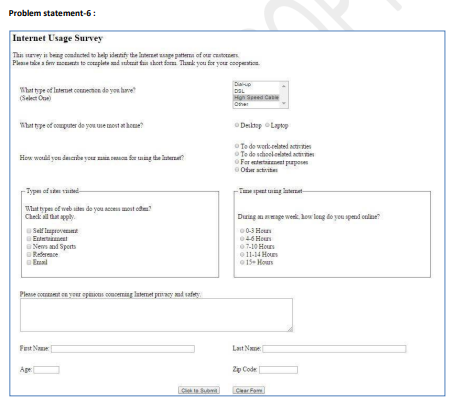 Problem statement-6 :
Internet Usage Survey
This survey is being conducted to help identify the Internet usage patterns of our customers.
Please take a few moments to complete and submit this short form. Thank you for your cooperation.
What type of Internet connection do you have?
(Select One)
Dial-up
DSL
High Speed Cable
Other
What type of computer do you use most at home?
Desktop Laptop
How would you describe your main reason for using the Internet?
To do work-related activities
To do school-related activities
For entertainment purposes
Other activities
Types of sites visited
What types of web sites do you access most often?
Check all that apply.
Self Improvement
Entertainment
News and Sports
Reference
Email
Time spent using Internet
During an average week, how long do you spend online?
0-3 Hours
4-6 Hours
7-10 Hours
11-14 Hours
15+ Hours
Please comment on your opinions concerning Internet privacy and safety:
First Name: Last Name:
Age: Zip Code:
Click to Submit Clear Form